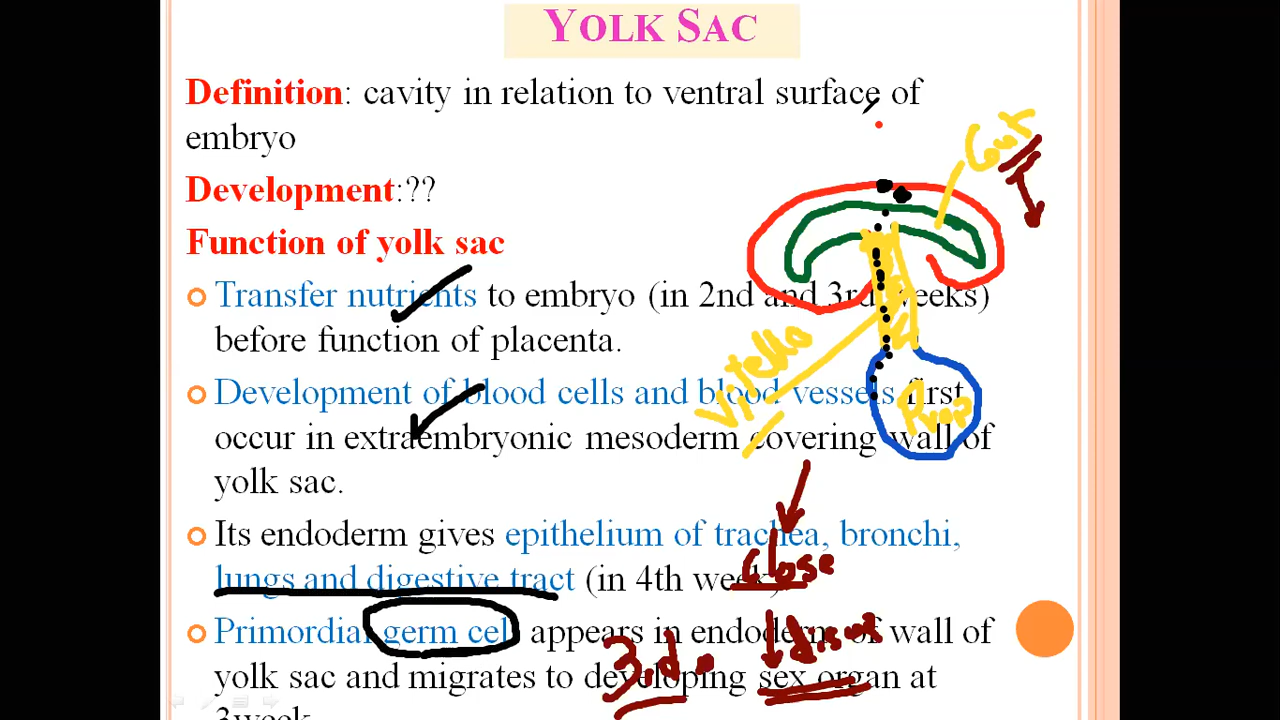 YOLK SAC
Definition: cavity in relation to ventral surface of
embryo
Development:??
Function of yolk sac
Transfer nutrients to embryo (in 2nd and 3rd weeks)
before function of placenta.
Development of blood cells and blood vessels first
occur in extraembryonic mesoderm covering wall of
yolk sac.
Its endoderm gives epithelium of trachea, bronchi,
lungs and digestive tract (in 4th week)
Primordial germ cell appears in endoderm of wall of
yolk sac and migrates to developing sex organ at
3week
Gut
Vitello
close